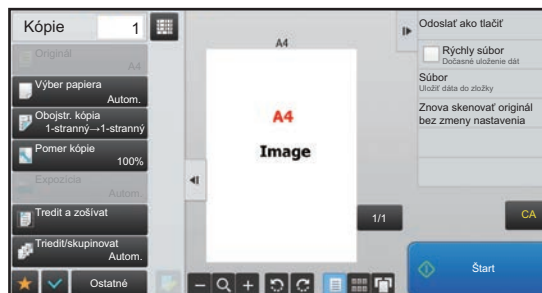 Kópie 1
Originál
A4
Výber papiera
Autom.
Obojstr. kópia
1-stranný→1-stranný
Pomer kópie
100%
Expozícia
Autom.
Tredit a zošívat
Triedit/skupinovat
Autom.
Ostatné
A4
A4
Image
1/1
Odoslať ako tlačiť
Rýchly súbor
Dočasné uloženie dát
Súbor
Uložiť dáta do zložky
Znova skenovať originál
bez zmeny nastavenia
CA
Štart